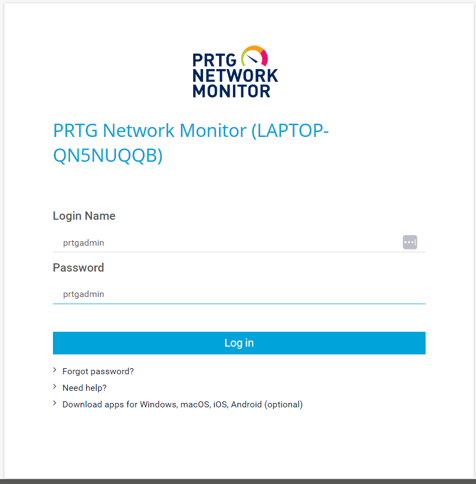 PRTG
NETWORK
MONITOR
PRTG Network Monitor (LAPTOP-
QN5NUQQB)
Login Name
prtgadmin
Password
prtgadmin
Log in
Forgot password?
Need help?
Download apps for Windows, macOS, iOS, Android (optional)